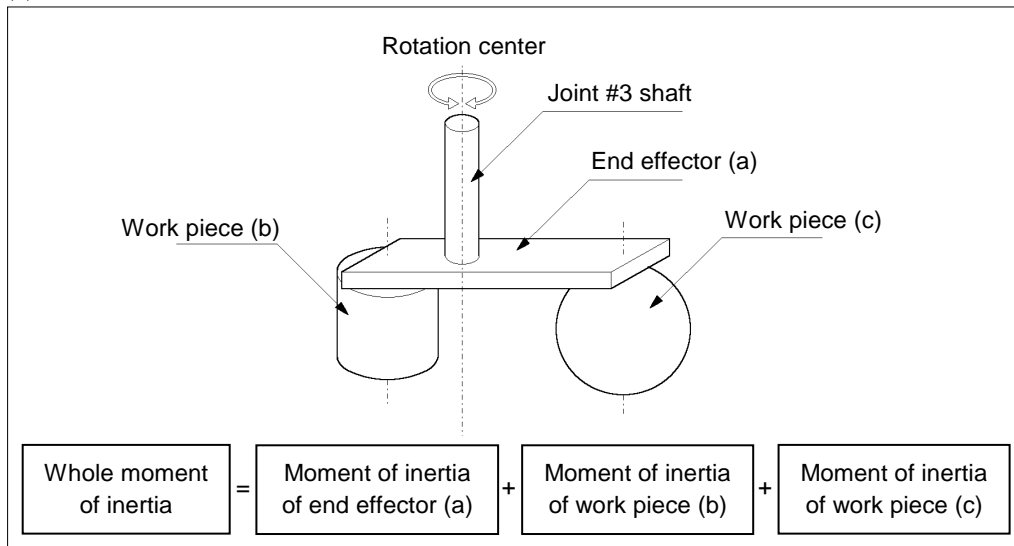 Rotation center
Joint #3 shaft
End effector (a)
Work piece (b)
Work piece (c)
Whole moment
of inertia
=
Moment of inertia
of end effector (a)
+
Moment of inertia
of work piece (b)
+
Moment of inertia
of work piece (c)